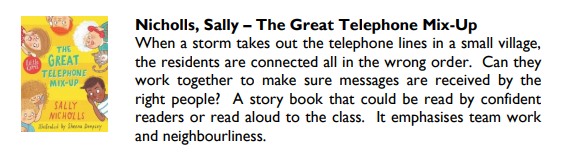 Nicholls, Sally – The Great Telephone Mix-Up
When a storm takes out the telephone lines in a small village,
the residents are connected all in the wrong order. Can they
work together to make sure messages are received by the
right people? A story book that could be read by confident
readers or read aloud to the class. It emphasises team work
and neighbourliness.
THE
GREAT
TELEPHONE
MIX-UP
SALLY
NICHOLLS